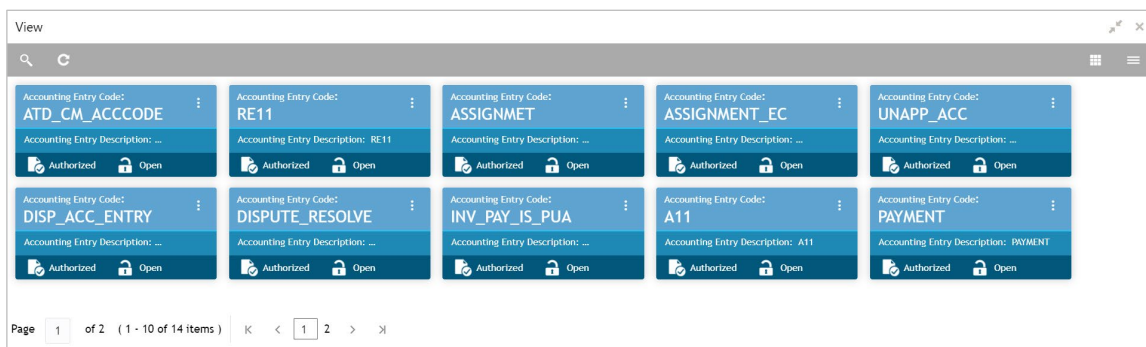 View
Accounting Entry Code: Accounting Entry Code: Accounting Entry Code: Accounting Entry Code: Accounting Entry Code:
ATD_CM_ACCCODE RE11 ASSIGNMET ASSIGNMENT_EC UNAPP_ACC
Accounting Entry Description: ... Accounting Entry Description: RE11 Accounting Entry Description: ... Accounting Entry Description: ... Accounting Entry Description: ...
Authorized Open Authorized Open Authorized Open Authorized Open Authorized Open
Accounting Entry Code: Accounting Entry Code: Accounting Entry Code: Accounting Entry Code: Accounting Entry Code:
DISP_ACC_ENTRY DISPUTE_RESOLVE INV_PAY_IS_PUA A11 PAYMENT
Accounting Entry Description: ... Accounting Entry Description: ... Accounting Entry Description: ... Accounting Entry Description: A11 Accounting Entry Description: PAYMENT
Authorized Open Authorized Open Authorized Open Authorized Open Authorized Open
Page 1 of 2 ( 1 - 10 of 14 items ) 1 2